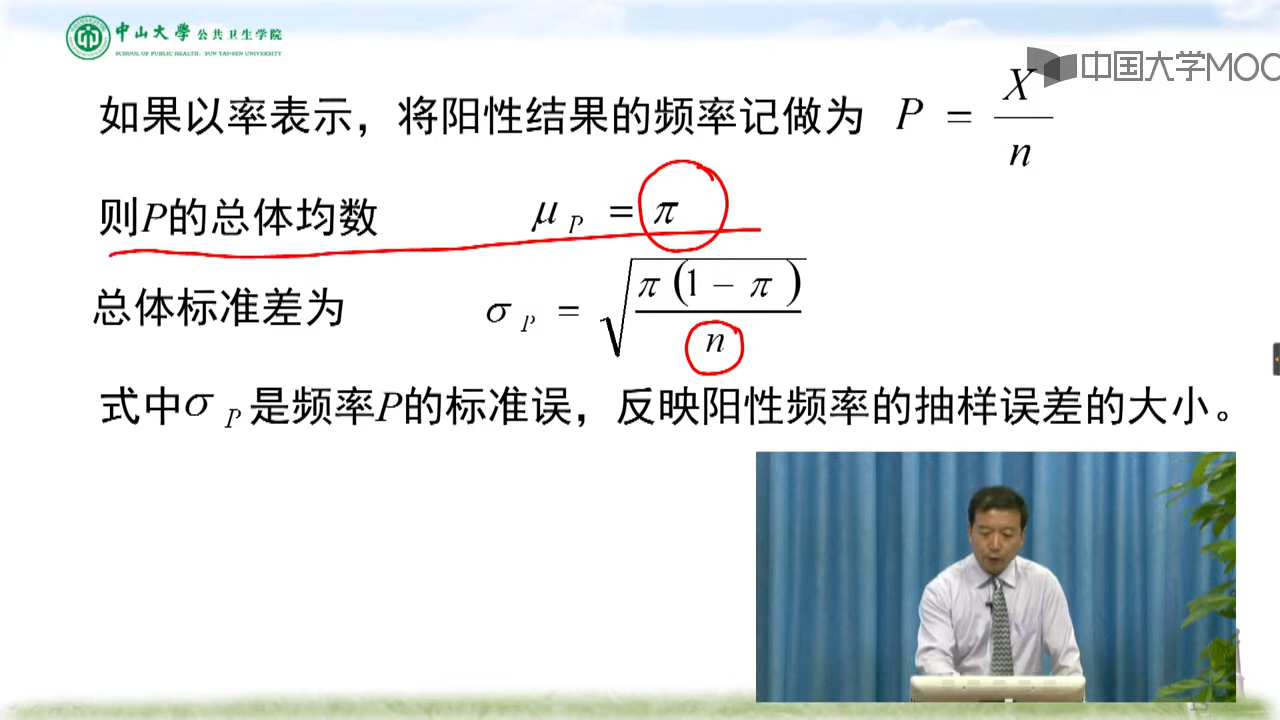 中山大学公共卫生学院
SCHOOL OF PUBLIC HEALTH, SUN YAT-SEN UNIVERSITY
中国大学MOO
如果以率表示，将阳性结果的频率记做为 P = X/n
则P的总体均数 μ_P = π
总体标准差为 σ_P = √(π(1 − π)/n)
式中σ_P是频率P的标准误，反映阳性频率的抽样误差的大小。